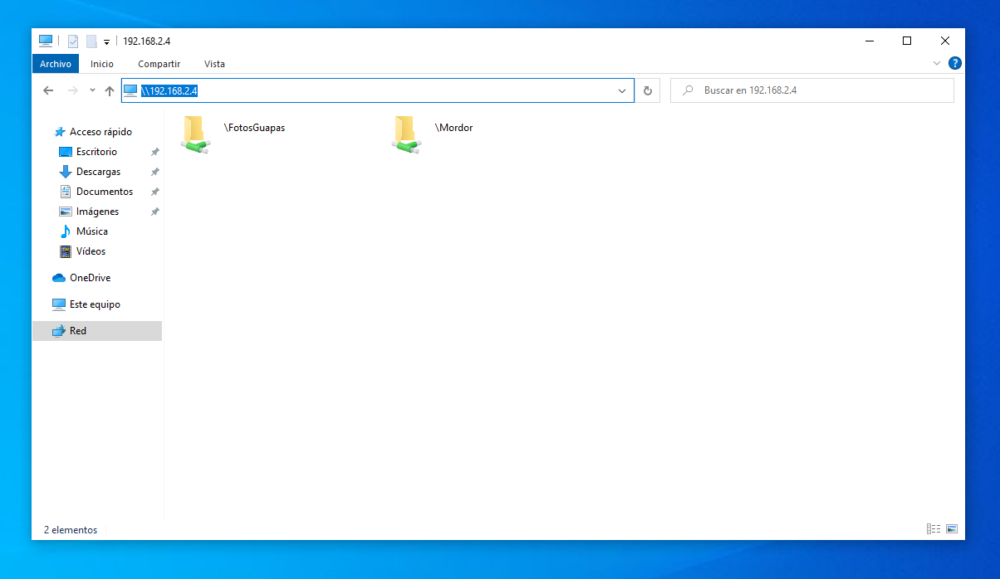 192.168.2.4
Archivo Inicio Compartir Vista ?
\\192.168.2.4 Buscar en 192.168.2.4
Acceso rápido
Escritorio
Descargas
Documentos
Imágenes
Música
Vídeos
OneDrive
Este equipo
Red
\FotosGuapas \Mordor
2 elementos